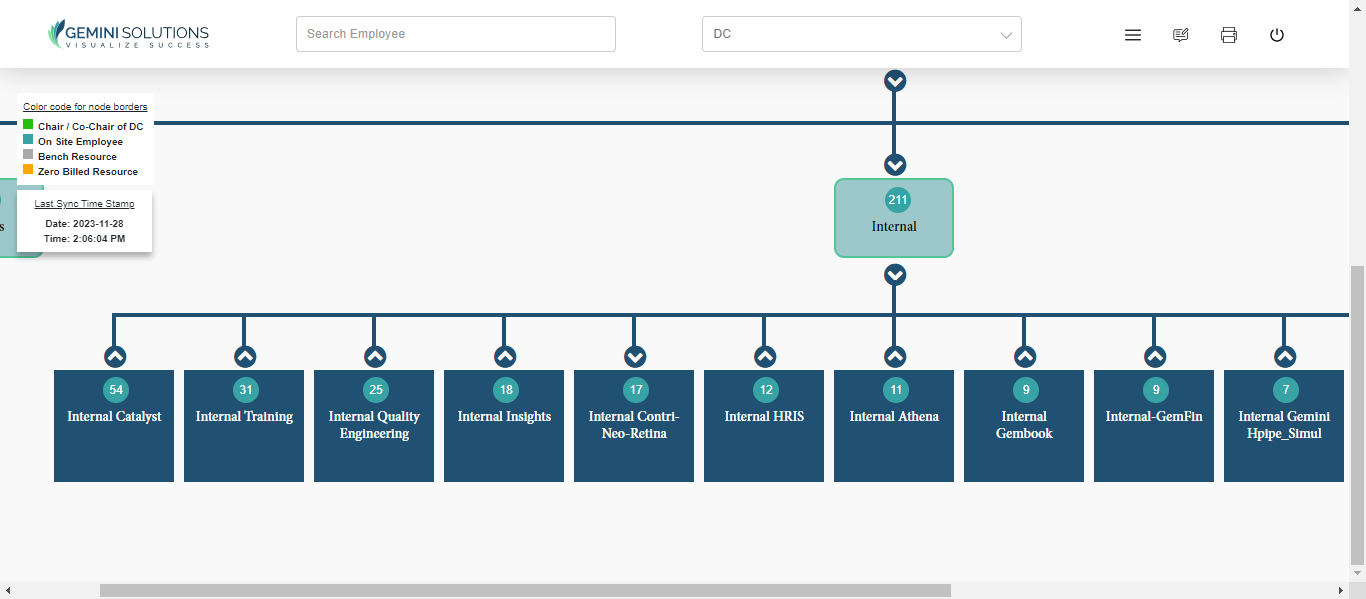 GEMINI SOLUTIONS
VISUALIZE SUCCESS
Search Employee
DC
Color code for node borders
Chair / Co-Chair of DC
On Site Employee
Bench Resource
Zero Billed Resource
Last Sync Time Stamp
Date: 2023-11-28
Time: 2:06:04 PM
s
211
Internal
54
Internal Catalyst
31
Internal Training
25
Internal Quality
Engineering
18
Internal Insights
17
Internal Contri-
Neo-Retina
12
Internal HRIS
11
Internal Athena
9
Internal
Gembook
9
Internal-GemFin
7
Internal Gemini
Hpipe_Simul